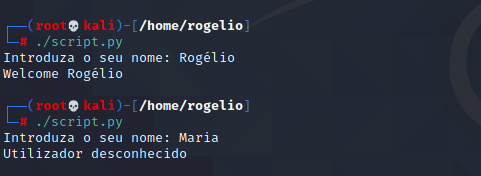 ┌──(root💀kali)-[/home/rogelio]
└─# ./script.py
Introduza o seu nome: Rogélio
Welcome Rogélio
┌──(root💀kali)-[/home/rogelio]
└─# ./script.py
Introduza o seu nome: Maria
Utilizador desconhecido